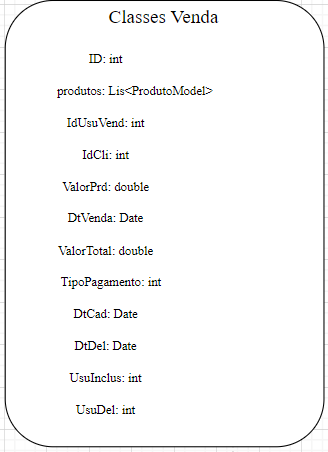 Classes Venda
ID: int
produtos: Lis<ProdutoModel>
IdUsuVend: int
IdCli: int
ValorPrd: double
DtVenda: Date
ValorTotal: double
TipoPagamento: int
DtCad: Date
DtDel: Date
UsuInclus: int
UsuDel: int